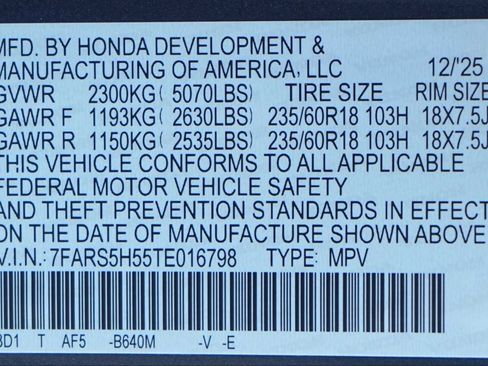 MFD. BY HONDA DEVELOPMENT &
MANUFACTURING OF AMERICA, LLC 12/'25
GVWR 2300KG ( 5070LBS) TIRE SIZE RIM SIZE
GAWR F 1193KG ( 2630LBS) 235/60R18 103H 18X7.5J
GAWR R 1150KG ( 2535LBS) 235/60R18 103H 18X7.5J
THIS VEHICLE CONFORMS TO ALL APPLICABLE
FEDERAL MOTOR VEHICLE SAFETY
AND THEFT PREVENTION STANDARDS IN EFFECT
ON THE DATE OF MANUFACTURE SHOWN ABOVE.
V.I.N.: 7FARS5H55TE016798 TYPE: MPV
3D1 T AF5 -B640M -V -E